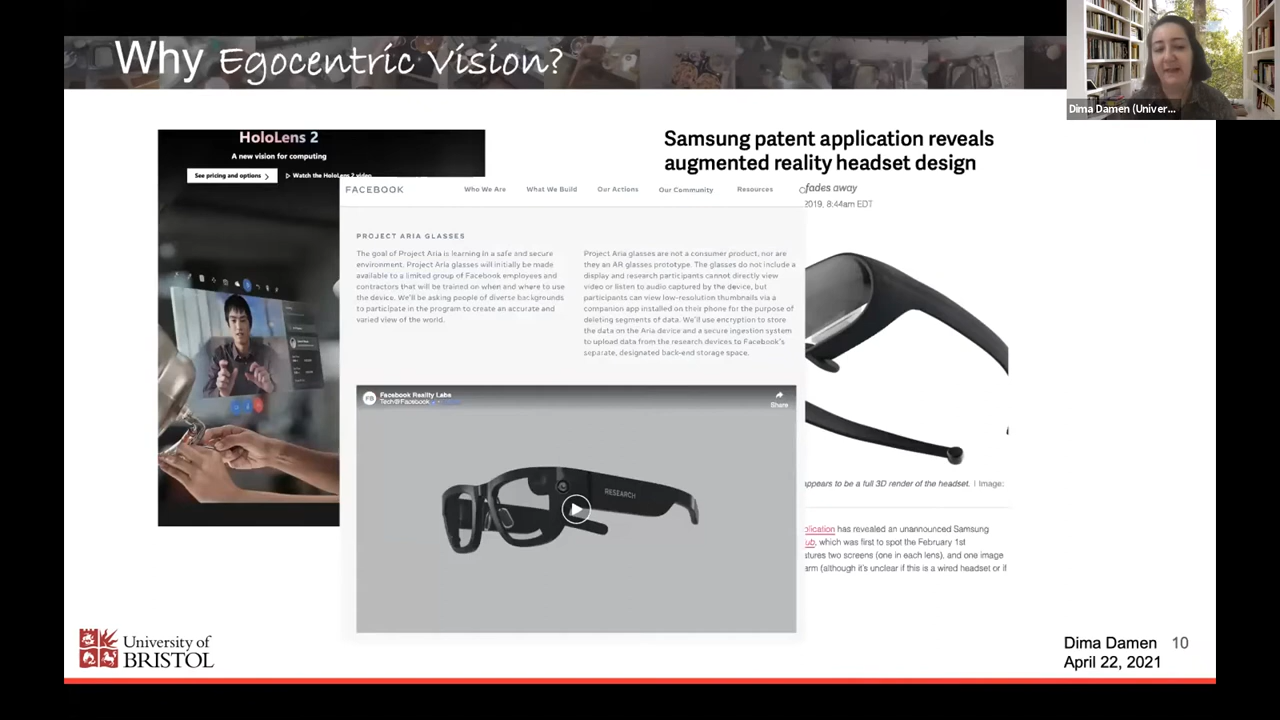 Why Egocentric Vision?
Dima Damen (Univer...
HoloLens 2
A new vision for computing
See pricing and options >
Watch the HoloLens 2 video
Samsung patent application reveals
augmented reality headset design
fades away
2019, 8:44am EDT
FACEBOOK
Who We Are
What We Build
Our Actions
Our Community
Resources
PROJECT ARIA GLASSES
The goal of Project Aria is learning in a safe and secure
environment. Project Aria glasses will initially be made
available to a limited group of Facebook employees and
contractors that will be trained on when and where to use
the device. We'll be asking people of diverse backgrounds
to participate in the program to create an accurate and
varied view of the world.
Project Aria glasses are not a consumer product, nor are
they an AR glasses prototype. The glasses do not include a
display and research participants cannot directly view
video or listen to audio captured by the device, but
participants can view low-resolution thumbnails via a
companion app installed on their phone for the purpose of
deleting segments of data. We'll use encryption to store
the data on the Aria device and a secure ingestion system
to upload data from the research devices to Facebook's
separate, designated back-end storage space.
FB
Facebook Reality Labs
Tech@Facebook
Share
RESEARCH
appears to be a full 3D render of the headset. | Image:
plication has revealed an unannounced Samsung
ub, which was first to spot the February 1st
atures two screens (one in each lens), and one image
arm (although it's unclear if this is a wired headset or if
University of
BRISTOL
Dima Damen 10
April 22, 2021